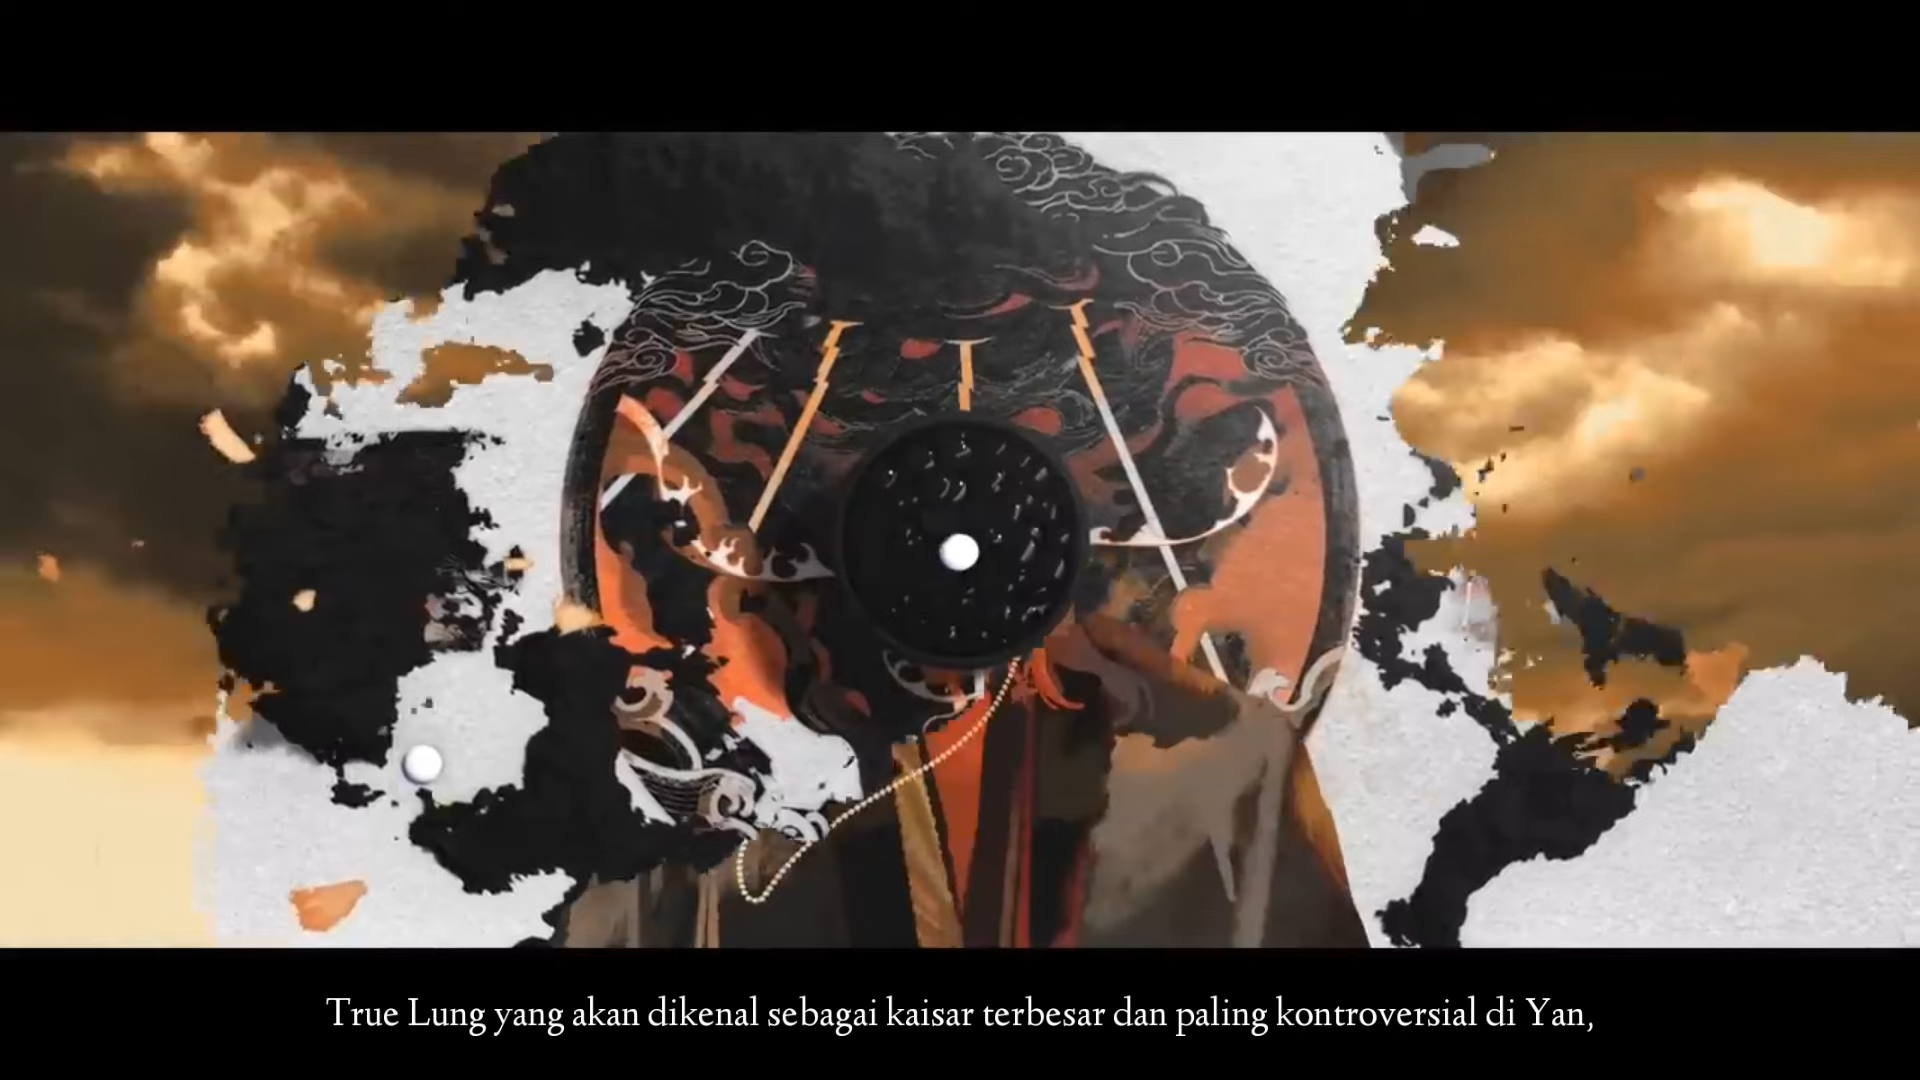 True Lung yang akan dikenal sebagai kaisar terbesar dan paling kontroversial di Yan,